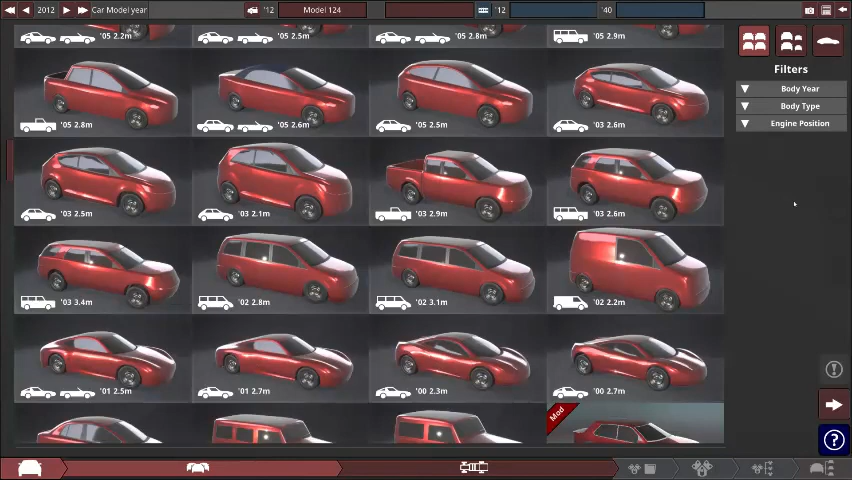 2012 Car Model year '12 Model 124 '12 '40
'05 2.2m '05 2.5m '05 2.8m '05 2.9m
'05 2.8m '05 2.6m '05 2.5m '03 2.6m
'03 2.5m '03 2.1m '03 2.9m '03 2.6m
'03 3.4m '02 2.8m '02 3.1m '02 2.2m
'01 2.5m '01 2.7m '00 2.3m '00 2.7m
Mod
Filters
Body Year
Body Type
Engine Position
?